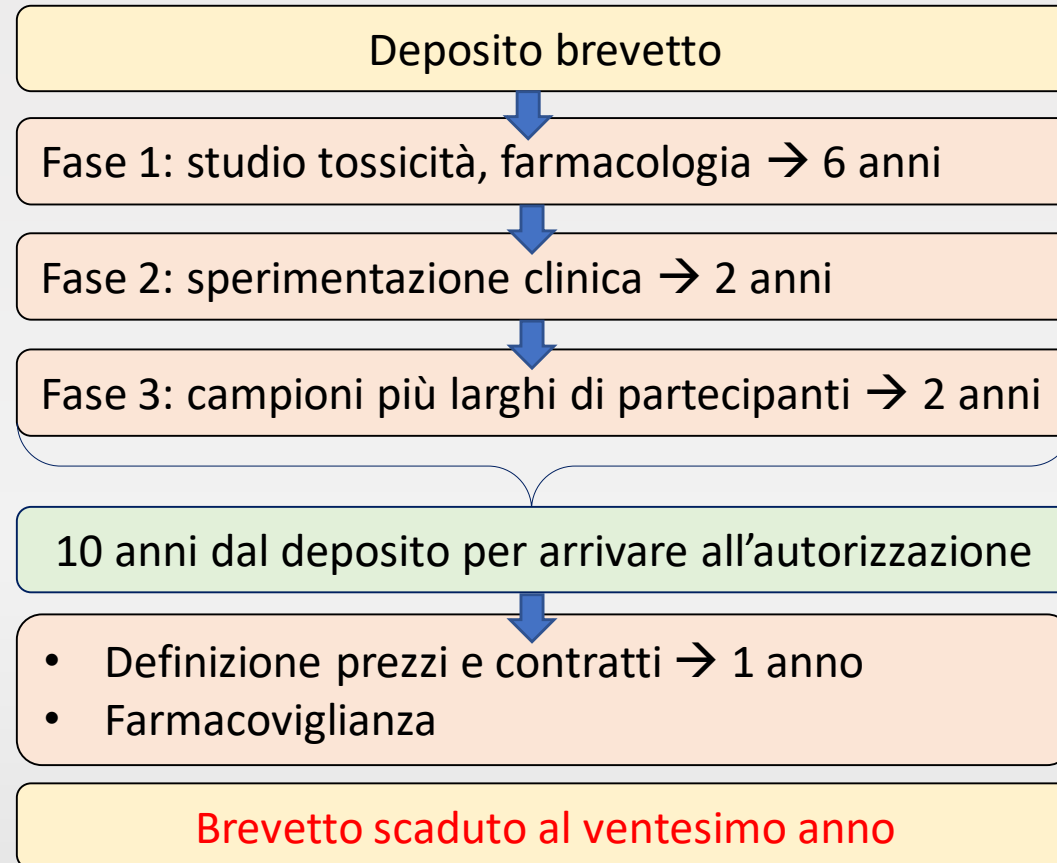 Deposito brevetto
Fase 1: studio tossicità, farmacologia → 6 anni
Fase 2: sperimentazione clinica → 2 anni
Fase 3: campioni più larghi di partecipanti → 2 anni
10 anni dal deposito per arrivare all’autorizzazione
• Definizione prezzi e contratti → 1 anno
• Farmacoviglianza
Brevetto scaduto al ventesimo anno